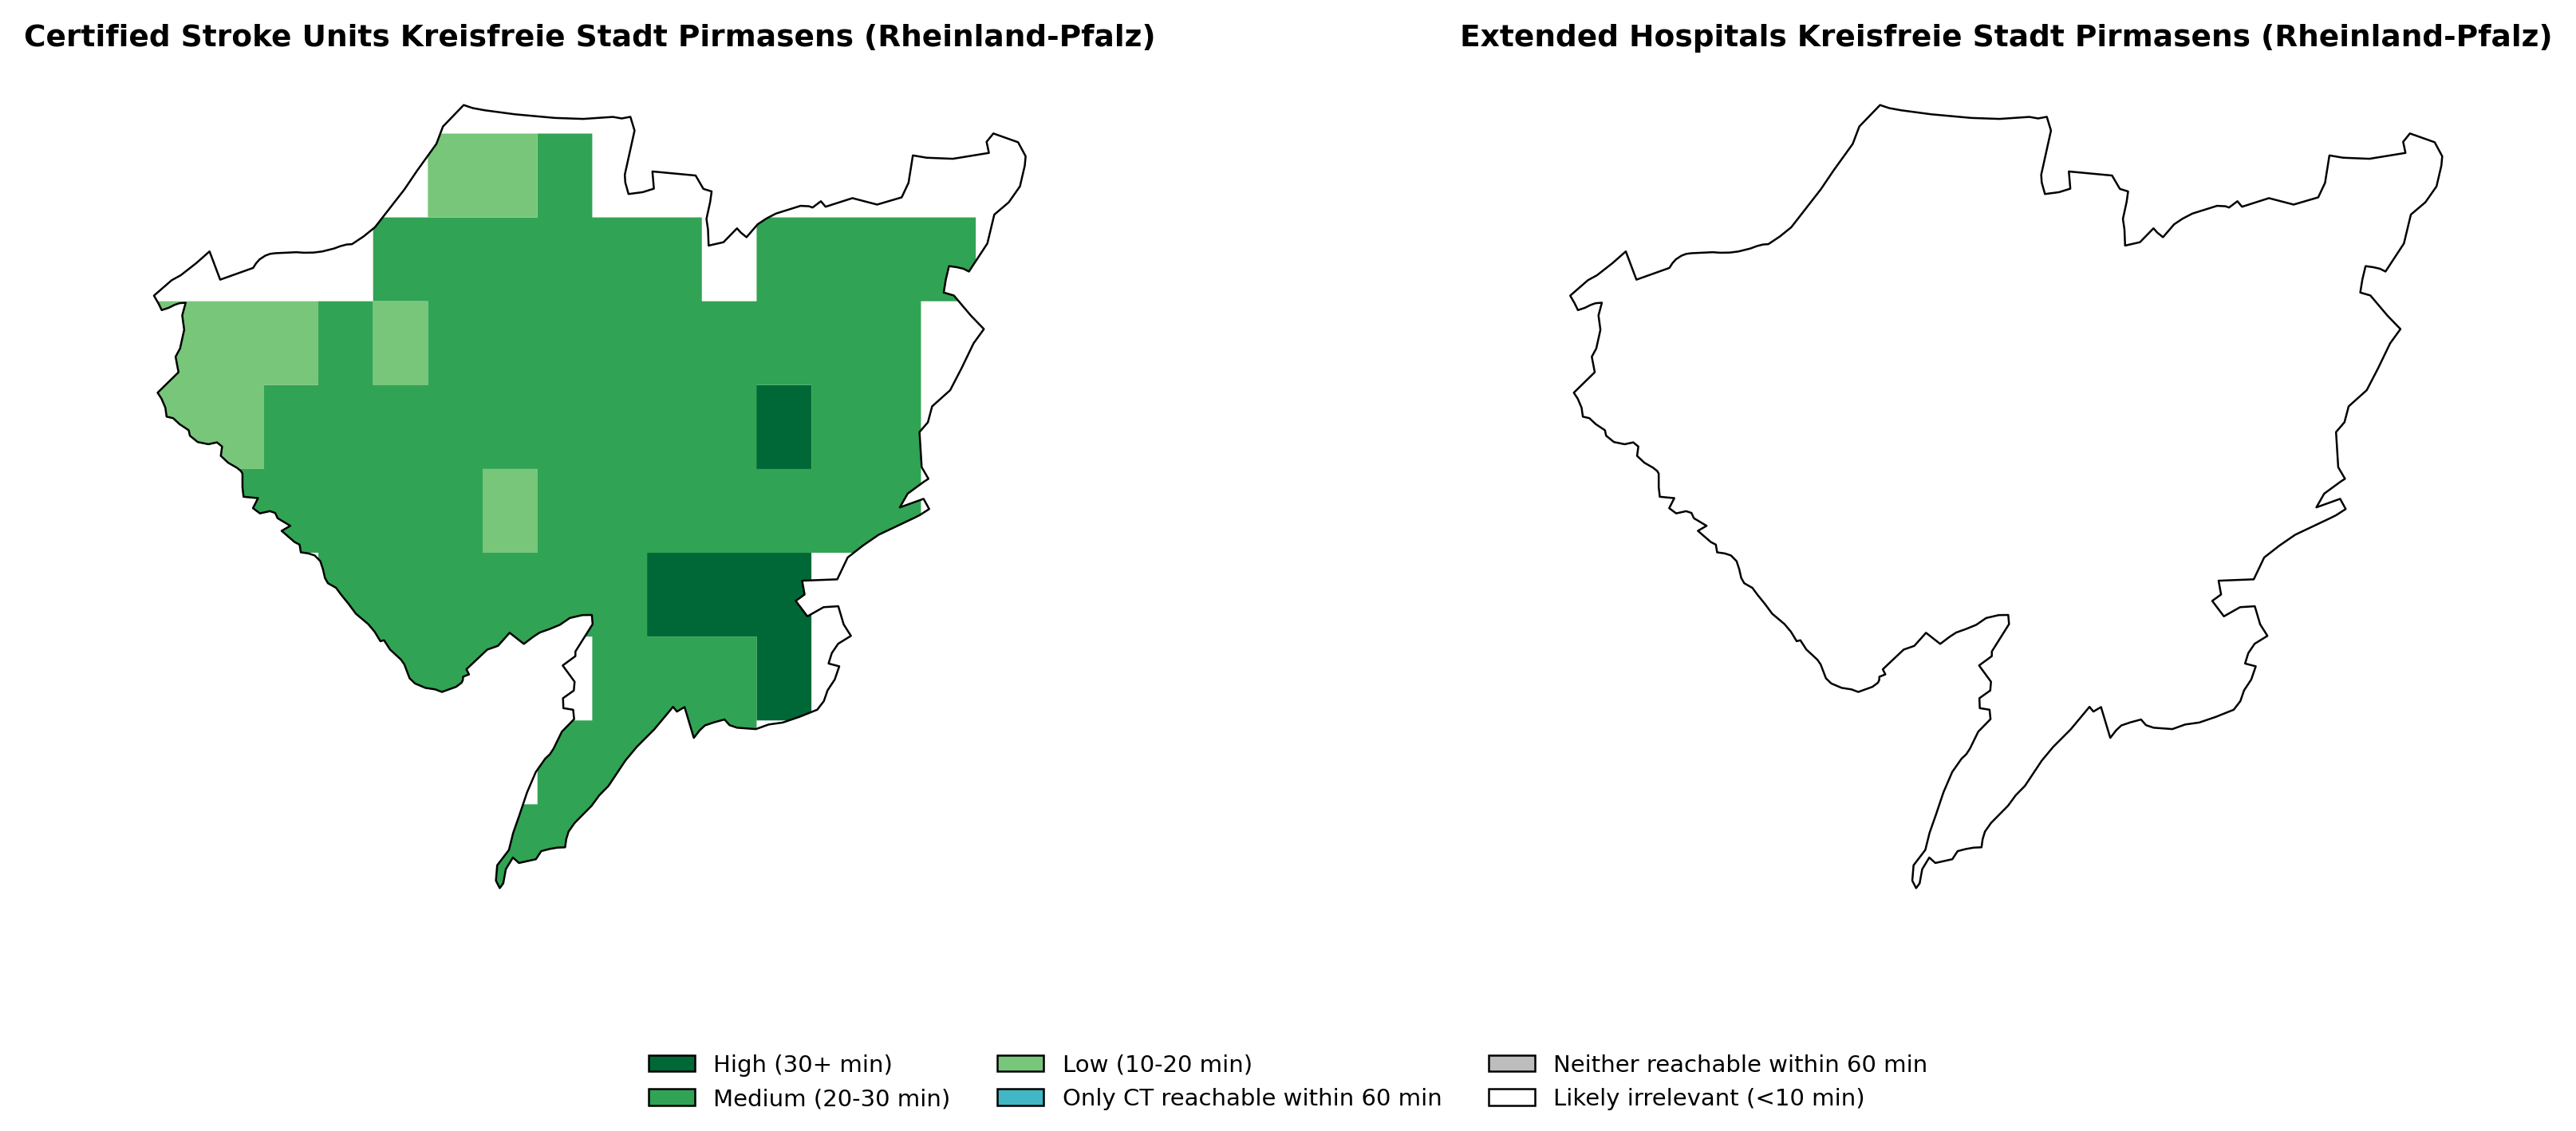 Certified Stroke Units Kreisfreie Stadt Pirmasens (Rheinland-Pfalz)
Extended Hospitals Kreisfreie Stadt Pirmasens (Rheinland-Pfalz)
High (30+ min)
Medium (20-30 min)
Low (10-20 min)
Only CT reachable within 60 min
Neither reachable within 60 min
Likely irrelevant (<10 min)